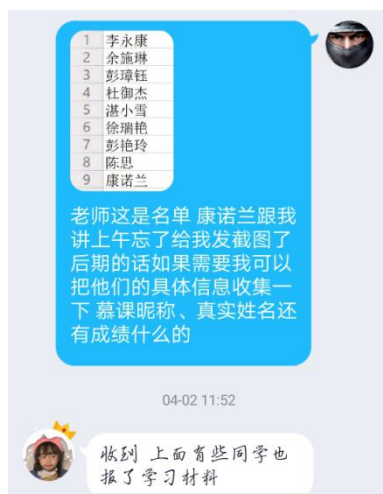 1 李永康
2 余施琳
3 彭璋钰
4 杜御杰
5 湛小雪
6 徐瑞艳
7 彭艳玲
8 陈思
9 康诺兰
老师这是名单 康诺兰跟我
讲上午忘了给我发截图了
后期的话如果需要我可以
把他们的具体信息收集一
下 慕课昵称、真实姓名还
有成绩什么的
04-02 11:52
收到 上面有些同学也
报了学习材料